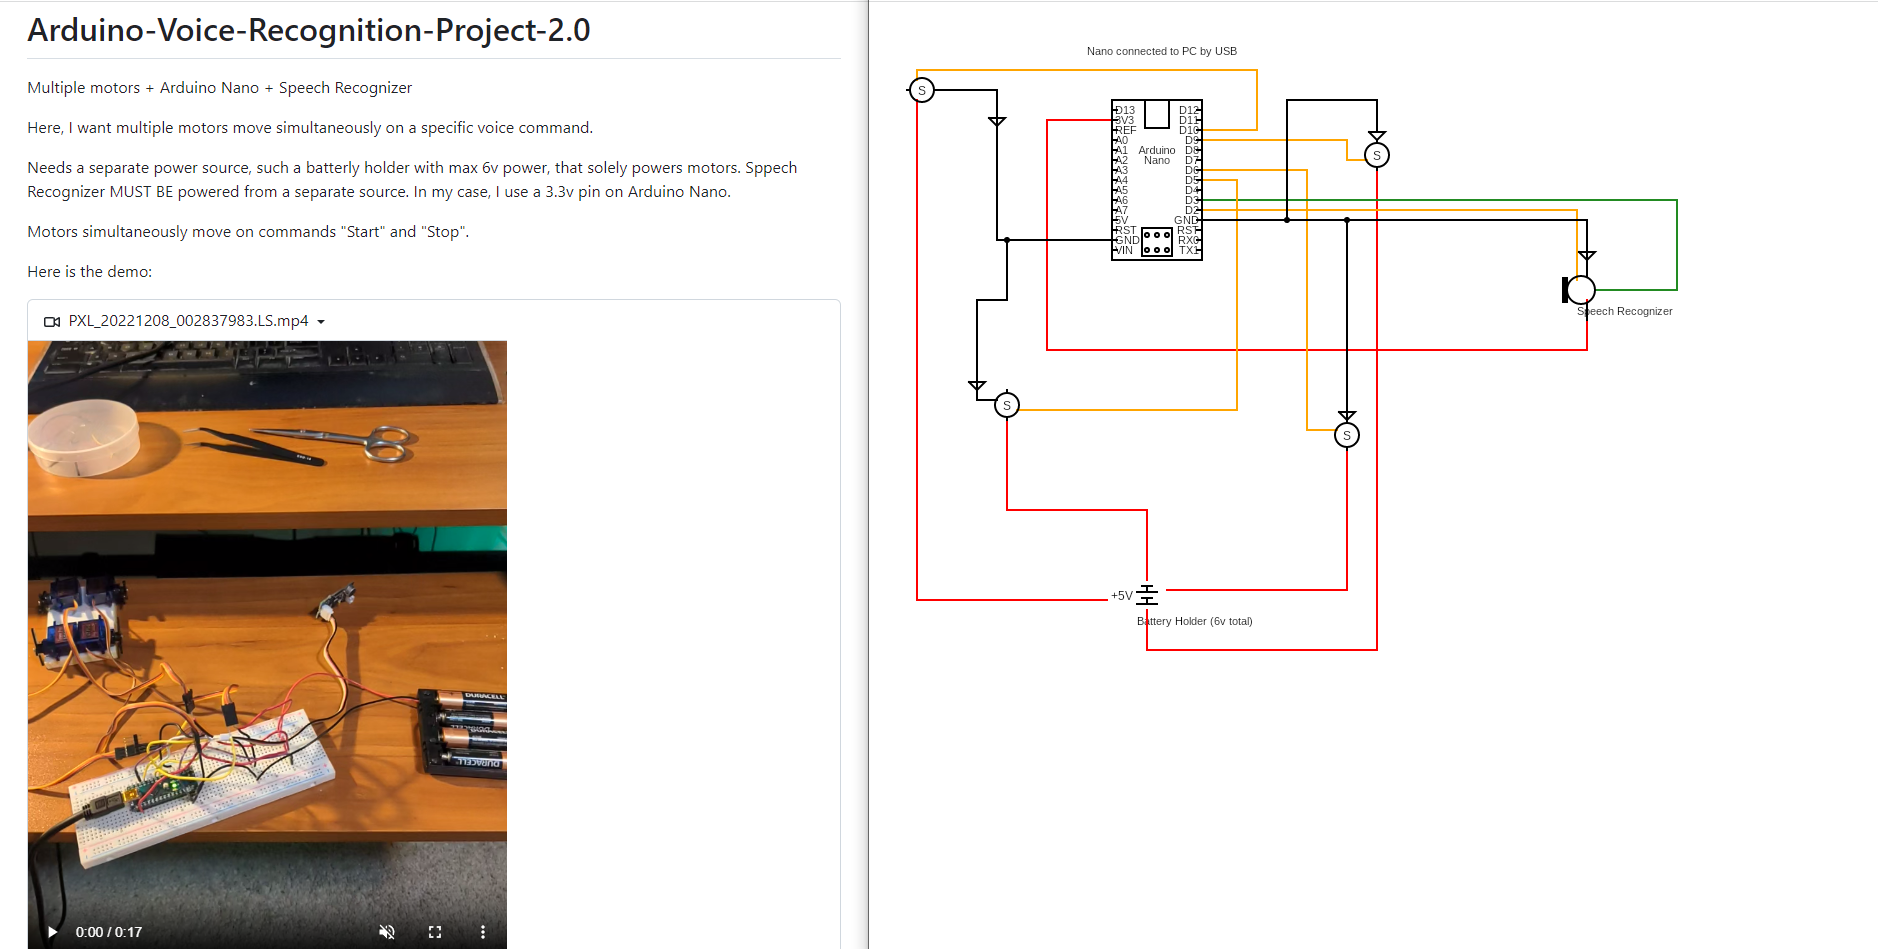 Arduino-Voice-Recognition-Project-2.0
Multiple motors + Arduino Nano + Speech Recognizer
Here, I want multiple motors move simultaneously on a specific voice command.
Needs a separate power source, such a batterly holder with max 6v power, that solely powers motors. Sppech
Recognizer MUST BE powered from a separate source. In my case, I use a 3.3v pin on Arduino Nano.
Motors simultaneously move on commands "Start" and "Stop".
Here is the demo:
PXL_20221208_002837983.LS.mp4
DURACELL
DURACELL
0:00 / 0:17
Nano connected to PC by USB
S
D13
3V3
REF
A0
A1
A2
A3
A4
A5
A6
A7
5V
RST
GND
VIN
Arduino
Nano
D12
D11
D10
D9
D8
D7
D6
D5
D4
D3
D2
GND
RST
RX0
TX1
S
Speech Recognizer
S
S
+5V
Battery Holder (6v total)